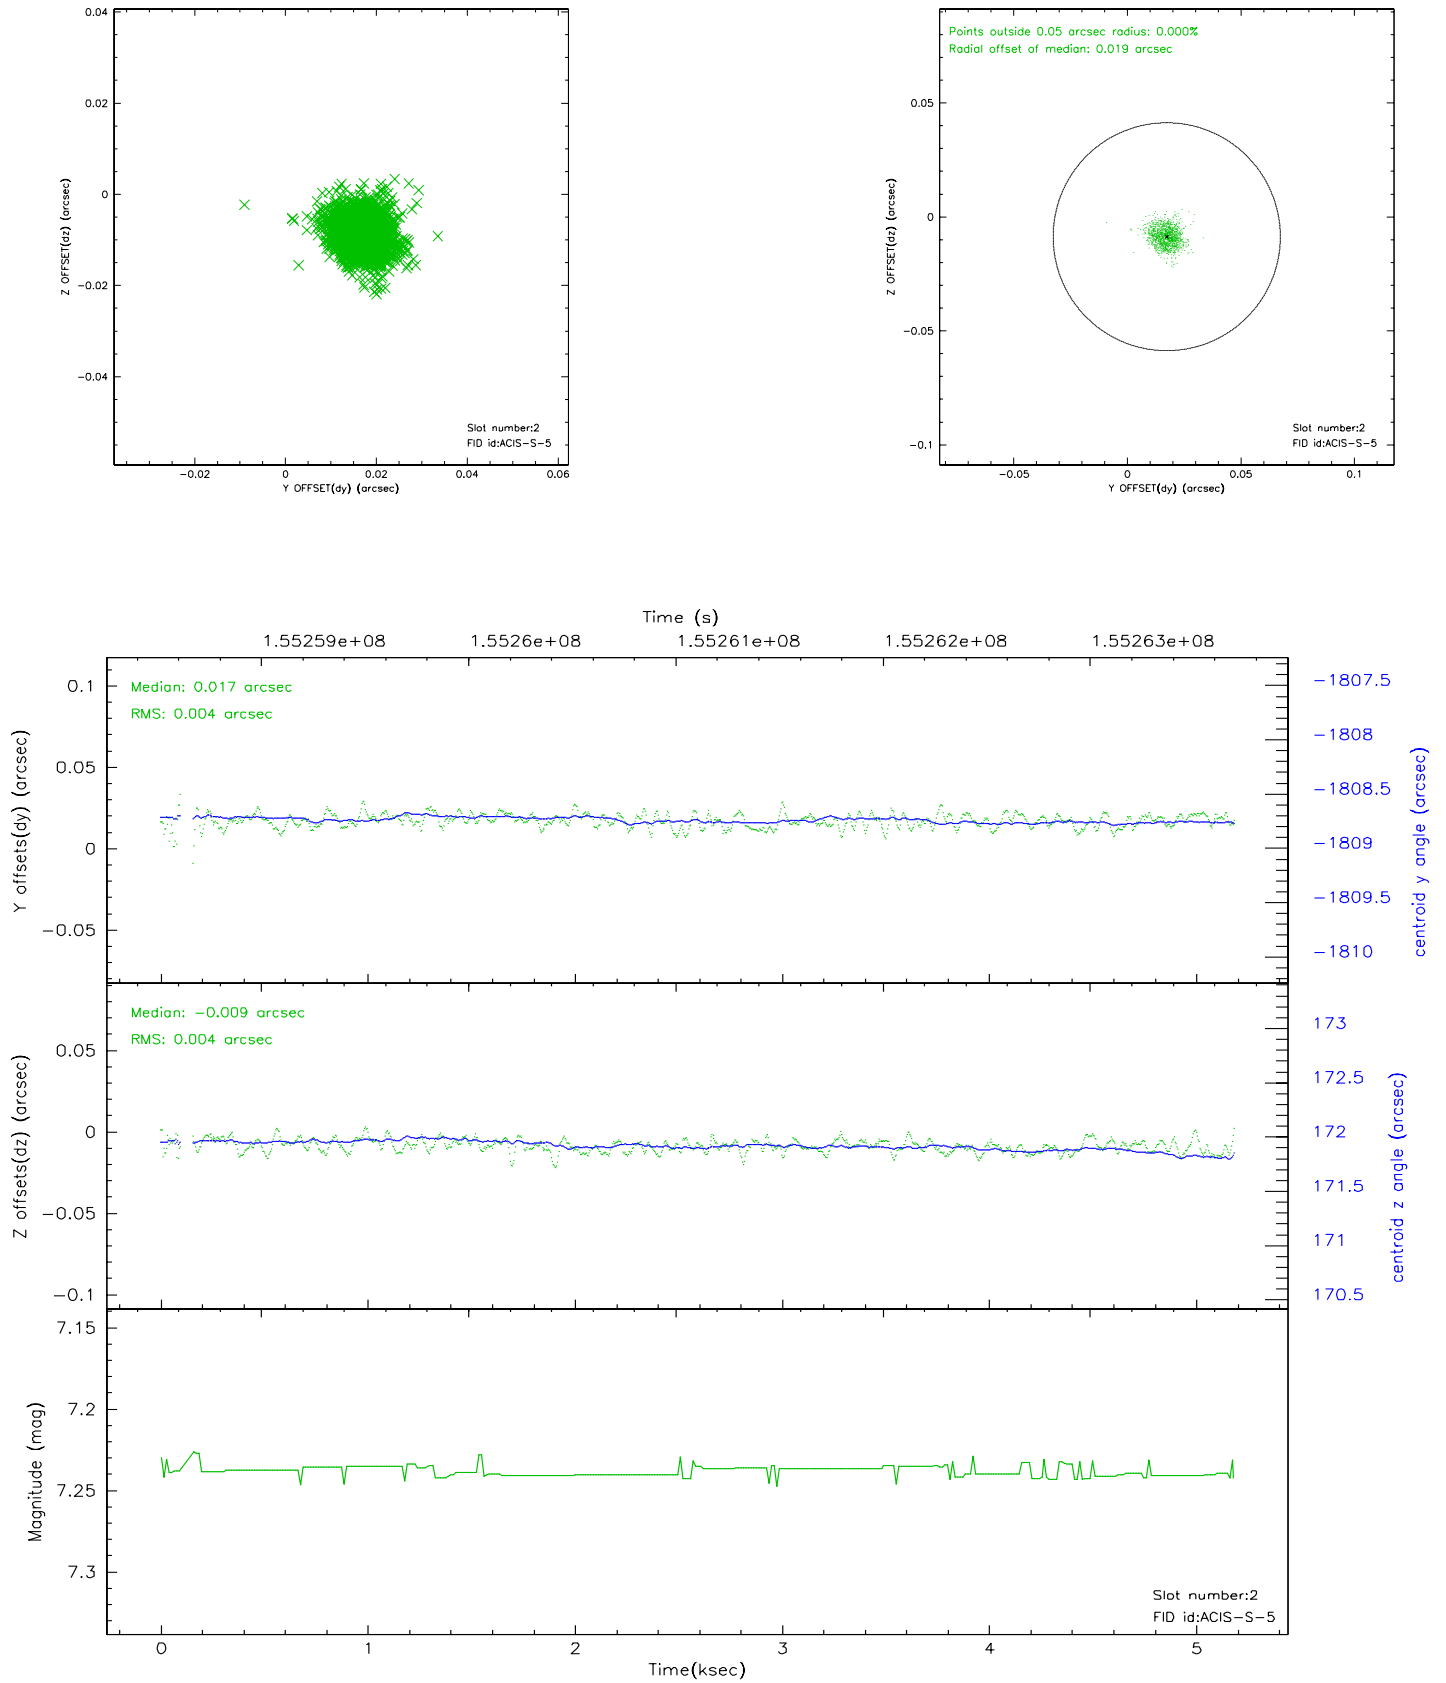 0.04
0.02
0
−0.02
−0.04
Z OFFSET(dz) (arcsec)
Slot number:2
FID id:ACIS−S−5
−0.02 0 0.02 0.04 0.06
Y OFFSET(dy) (arcsec)
Points outside 0.05 arcsec radius: 0.000%
Radial offset of median: 0.019 arcsec
0.05
0
−0.05
−0.1
Z OFFSET(dz) (arcsec)
Slot number:2
FID id:ACIS−S−5
−0.05 0 0.05 0.1
Y OFFSET(dy) (arcsec)
Time (s)
1.55259e+08 1.5526e+08 1.55261e+08 1.55262e+08 1.55263e+08
Median: 0.017 arcsec
RMS: 0.004 arcsec
0.1
0.05
0
−0.05
Y offsets(dy) (arcsec)
−1807.5
−1808
−1808.5
−1809
−1809.5
−1810
centroid y angle (arcsec)
Median: −0.009 arcsec
RMS: 0.004 arcsec
0.05
0
−0.05
−0.1
Z offsets(dz) (arcsec)
173
172.5
172
171.5
171
170.5
centroid z angle (arcsec)
7.15
7.2
7.25
7.3
Magnitude (mag)
Slot number:2
FID id:ACIS−S−5
0 1 2 3 4 5
Time(ksec)